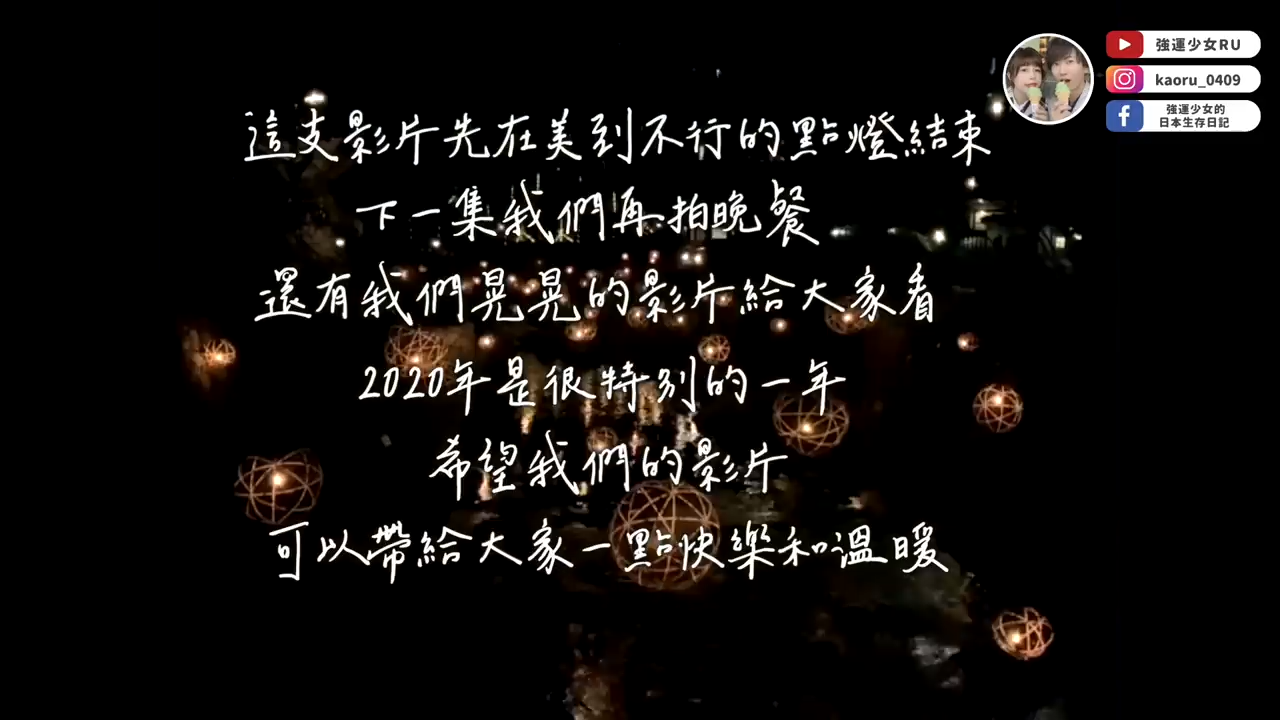 這支影片先在美到不行的點燈結束
下一集我們再拍晚餐
還有我們晃晃的影片給大家看
2020年是很特別的一年
希望我們的影片
可以帶給大家一點快樂和溫暖
強運少女RU
kaoru_0409
強運少女的
日本生存日記